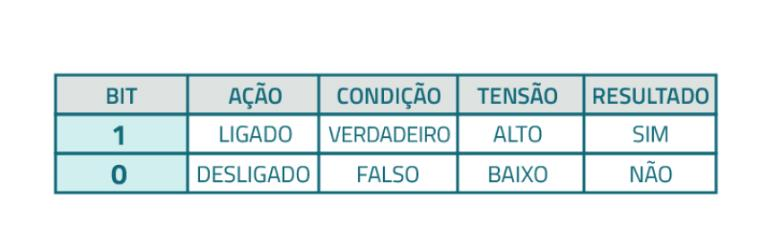 BIT AÇÃO CONDIÇÃO TENSÃO RESULTADO
1 LIGADO VERDADEIRO ALTO SIM
0 DESLIGADO FALSO BAIXO NÃO